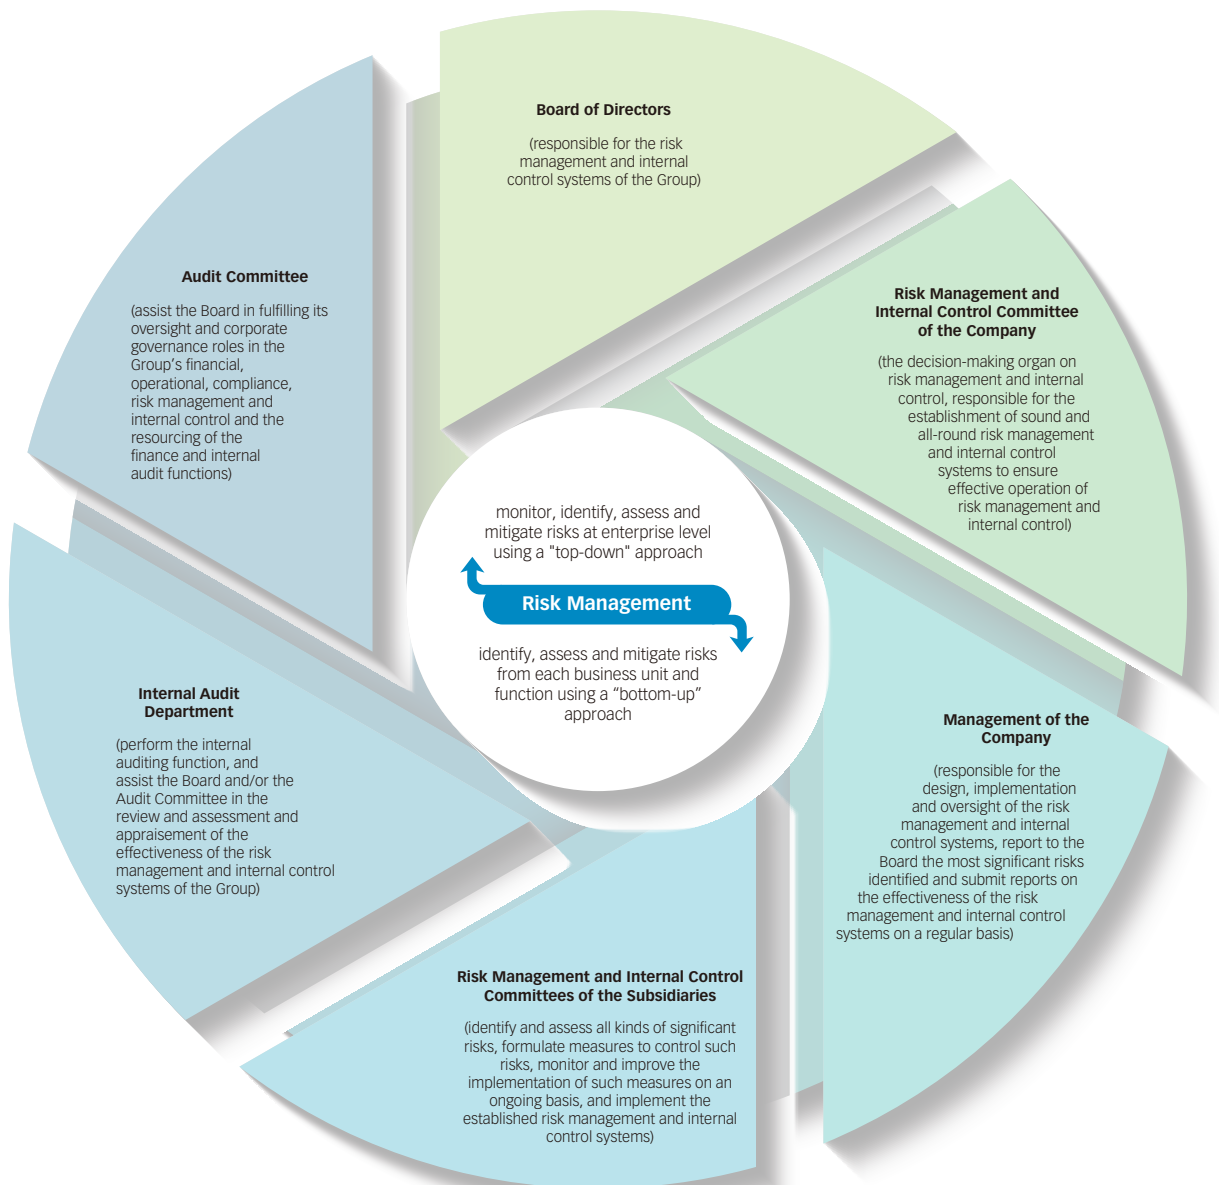 Board of Directors
(responsible for the risk
management and internal
control systems of the Group)
Risk Management and
Internal Control Committee
of the Company
(the decision-making organ on
risk management and internal
control, responsible for the
establishment of sound and
all-round risk management
and internal control
systems to ensure
effective operation of
risk management and
internal control)
Management of the
Company
(responsible for the
design, implementation
and oversight of the risk
management and internal
control systems, report to the
Board the most significant risks
identified and submit reports on
the effectiveness of the risk
management and internal control
systems on a regular basis)
Risk Management and Internal Control
Committees of the Subsidiaries
(identify and assess all kinds of significant
risks, formulate measures to control such
risks, monitor and improve the
implementation of such measures on an
ongoing basis, and implement the
established risk management and internal
control systems)
Internal Audit
Department
(perform the internal
auditing function, and
assist the Board and/or the
Audit Committee in the
review and assessment and
appraisement of the
effectiveness of the risk
management and internal control
systems of the Group)
Audit Committee
(assist the Board in fulfilling its
oversight and corporate
governance roles in the
Group's financial,
operational, compliance,
risk management and
internal control and the
resourcing of the
finance and internal
audit functions)
monitor, identify, assess and
mitigate risks at enterprise level
using a "top-down" approach
Risk Management
identify, assess and mitigate risks
from each business unit and
function using a “bottom-up”
approach